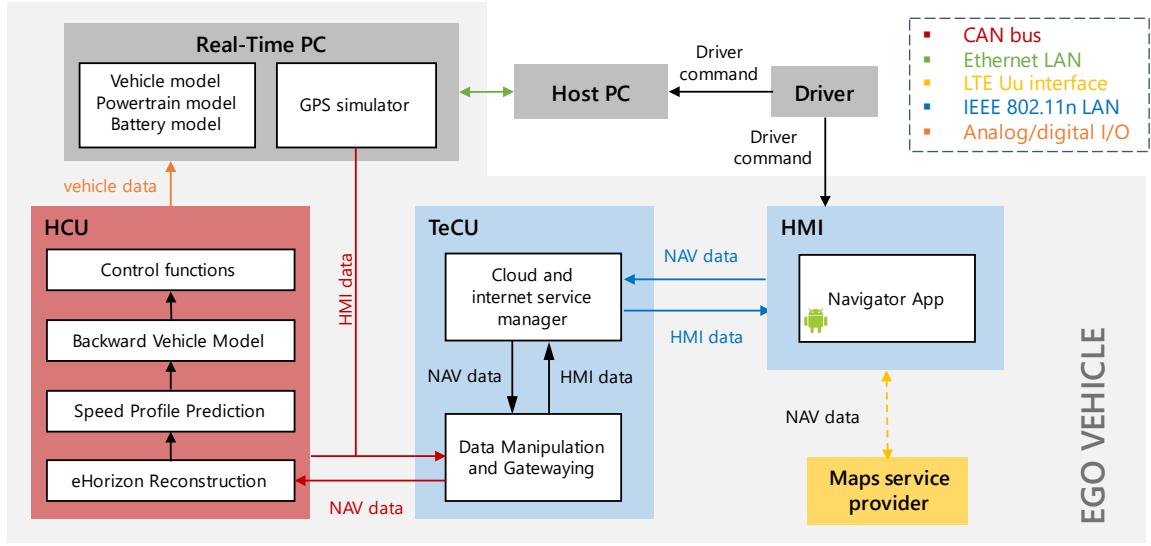 Real-Time PC
Vehicle model
Powertrain model
Battery model
GPS simulator
Host PC
Driver
command
Driver
Driver
command
CAN bus
Ethernet LAN
LTE Uu interface
IEEE 802.11n LAN
Analog/digital I/O
vehicle data
HMI data
HCU
Control functions
Backward Vehicle Model
Speed Profile Prediction
eHorizon Reconstruction
NAV data
TeCU
Cloud and
internet service
manager
NAV data
HMI data
Data Manipulation
and Gatewaying
NAV data
HMI data
HMI
Navigator App
NAV data
Maps service
provider
EGO VEHICLE